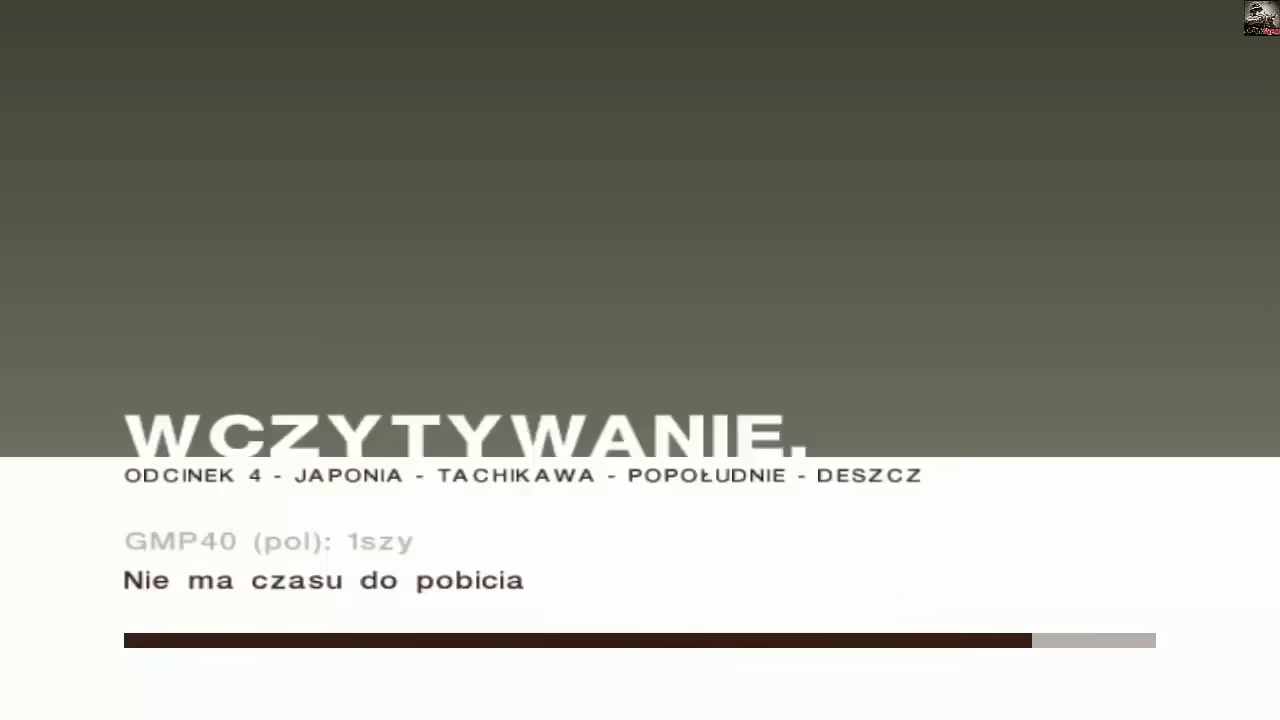 WCZYTYWANIE.
ODCINEK 4 - JAPONIA - TACHIKAWA - POPOŁUDNIE - DESZCZ
GMP40 (pol): 1szy
Nie ma czasu do pobicia